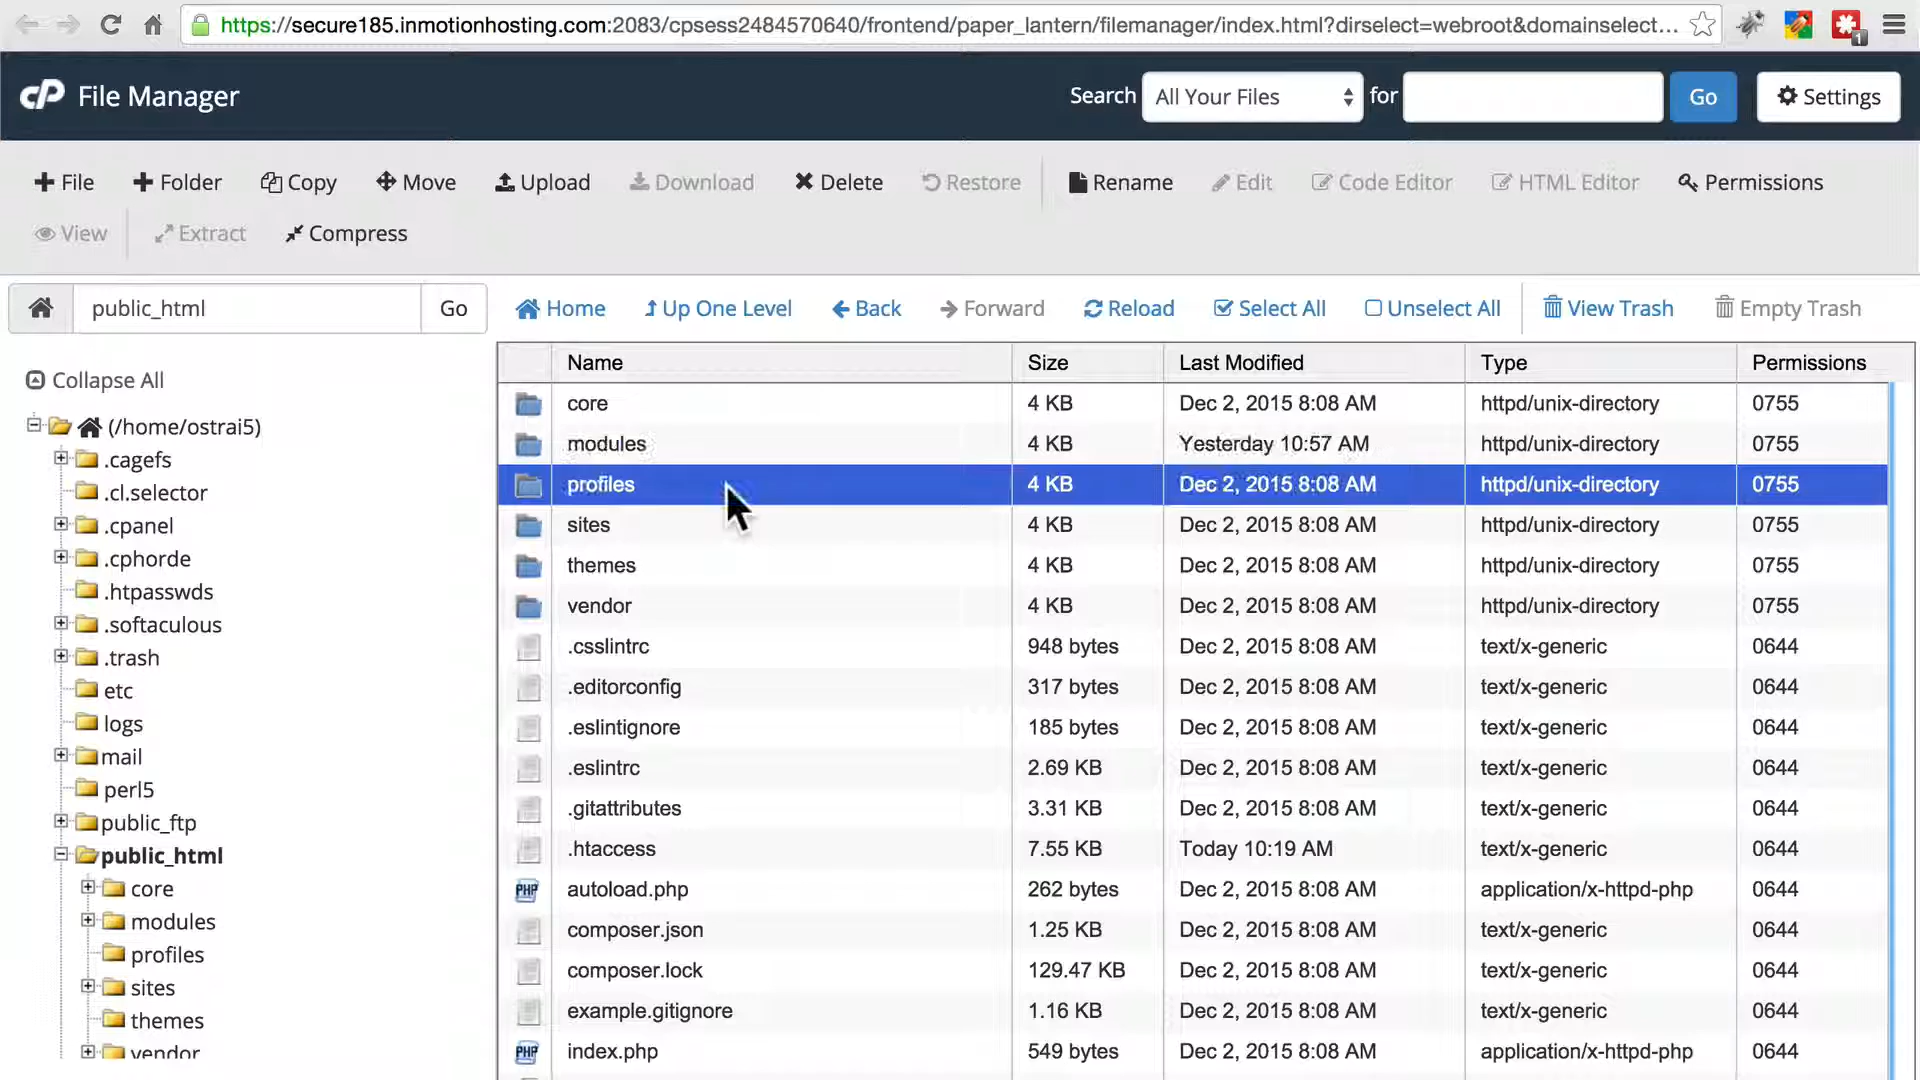 https://secure185.inmotionhosting.com:2083/cpsess2484570640/frontend/paper_lantern/filemanager/index.html?dirselect=webroot&domainselect... 1
cP File Manager Search All Your Files for Go Settings
File Folder Copy Move Upload Download Delete Restore Rename Edit Code Editor HTML Editor Permissions
View Extract Compress
public_html Go Home Up One Level Back Forward Reload Select All Unselect All View Trash Empty Trash
Collapse All
(/home/ostrai5)
.cagefs
.cl.selector
.cpanel
.cphorde
.htpasswds
.softaculous
.trash
etc
logs
mail
perl5
public_ftp
public_html
core
modules
profiles
sites
themes
vendor
Name Size Last Modified Type Permissions
core 4 KB Dec 2, 2015 8:08 AM httpd/unix-directory 0755
modules 4 KB Yesterday 10:57 AM httpd/unix-directory 0755
profiles 4 KB Dec 2, 2015 8:08 AM httpd/unix-directory 0755
sites 4 KB Dec 2, 2015 8:08 AM httpd/unix-directory 0755
themes 4 KB Dec 2, 2015 8:08 AM httpd/unix-directory 0755
vendor 4 KB Dec 2, 2015 8:08 AM httpd/unix-directory 0755
.csslintrc 948 bytes Dec 2, 2015 8:08 AM text/x-generic 0644
.editorconfig 317 bytes Dec 2, 2015 8:08 AM text/x-generic 0644
.eslintignore 185 bytes Dec 2, 2015 8:08 AM text/x-generic 0644
.eslintrc 2.69 KB Dec 2, 2015 8:08 AM text/x-generic 0644
.gitattributes 3.31 KB Dec 2, 2015 8:08 AM text/x-generic 0644
.htaccess 7.55 KB Today 10:19 AM text/x-generic 0644
PHP autoload.php 262 bytes Dec 2, 2015 8:08 AM application/x-httpd-php 0644
composer.json 1.25 KB Dec 2, 2015 8:08 AM text/x-generic 0644
composer.lock 129.47 KB Dec 2, 2015 8:08 AM text/x-generic 0644
example.gitignore 1.16 KB Dec 2, 2015 8:08 AM text/x-generic 0644
PHP index.php 549 bytes Dec 2, 2015 8:08 AM application/x-httpd-php 0644